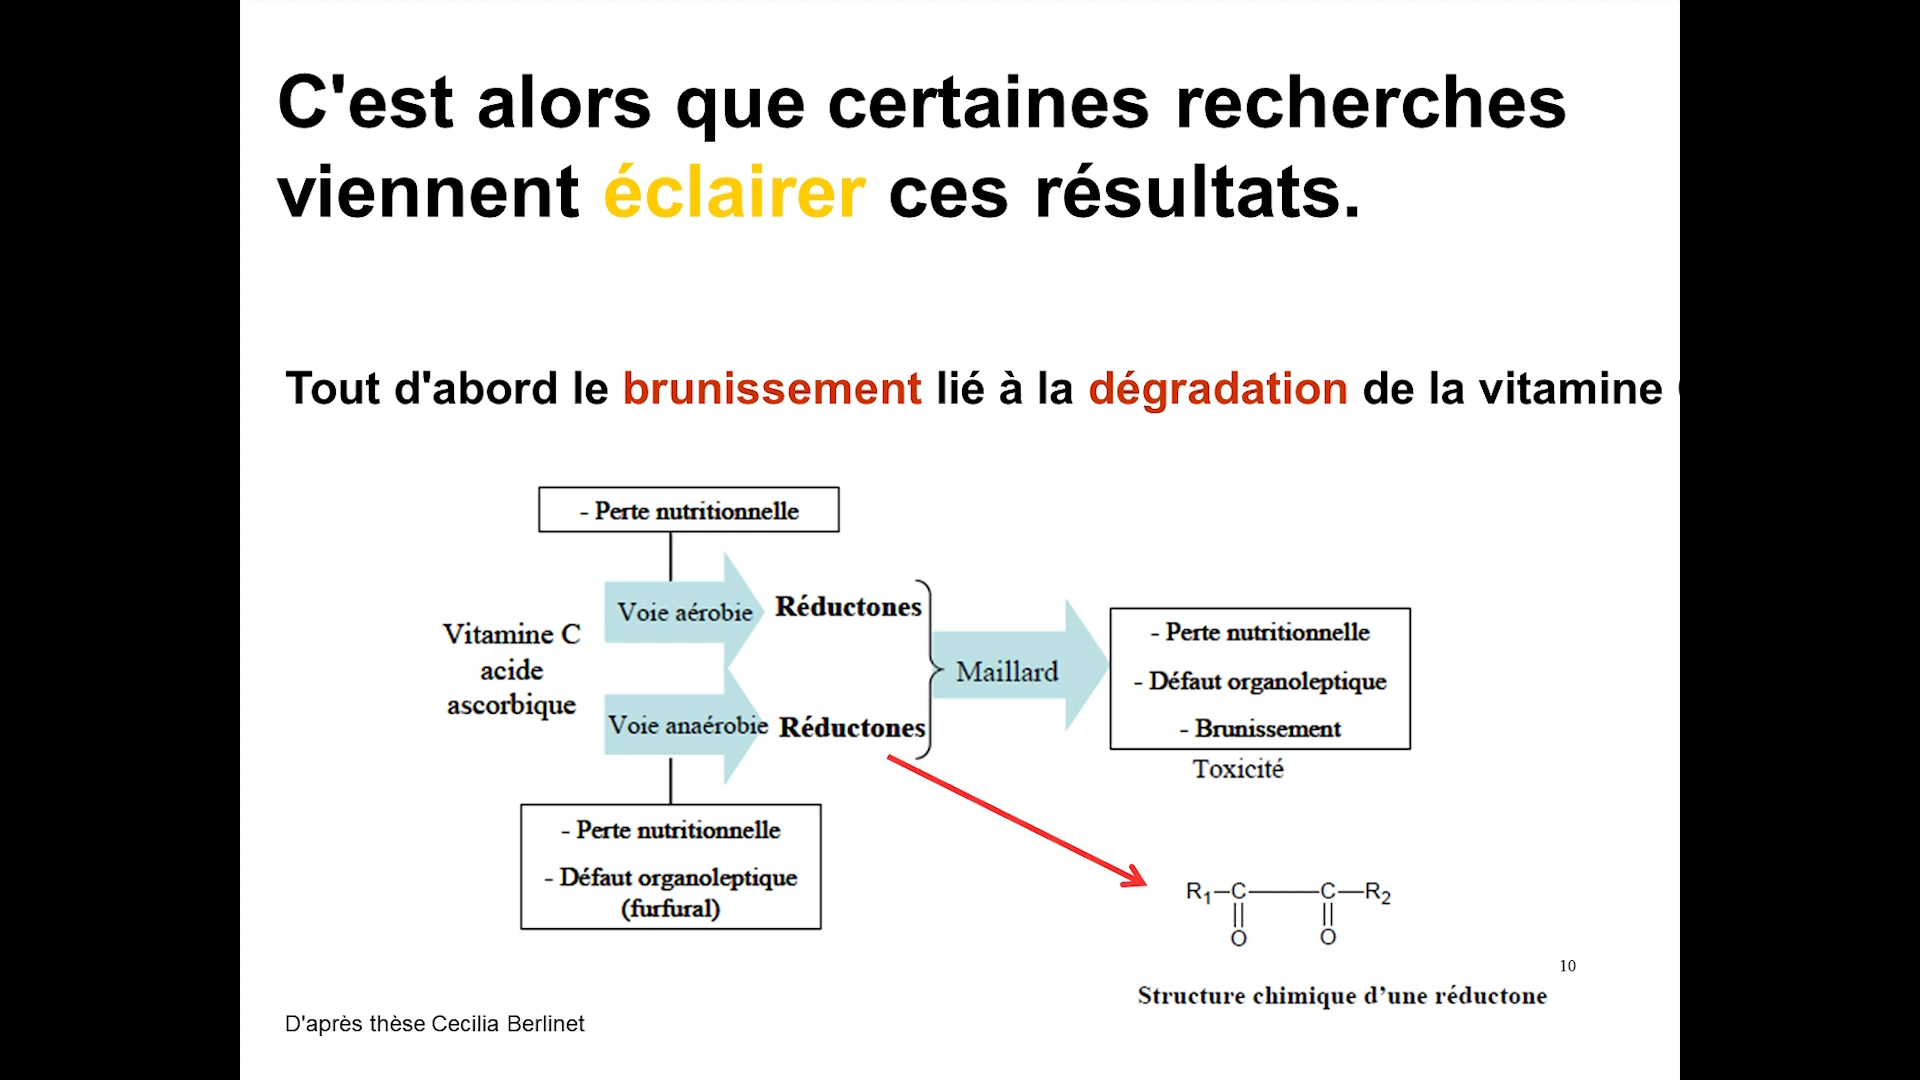 C'est alors que certaines recherches
viennent éclairer ces résultats.
Tout d'abord le brunissement lié à la dégradation de la vitamine
- Perte nutritionnelle
Voie aérobie
Réductones
Vitamine C
acide
ascorbique
Voie anaérobie
Réductones
Maillard
- Perte nutritionnelle
- Défaut organoleptique
- Brunissement
Toxicité
- Perte nutritionnelle
- Défaut organoleptique
(furfural)
R1-C-C-R2
O O
10
Structure chimique d’une réductone
D'après thèse Cecilia Berlinet